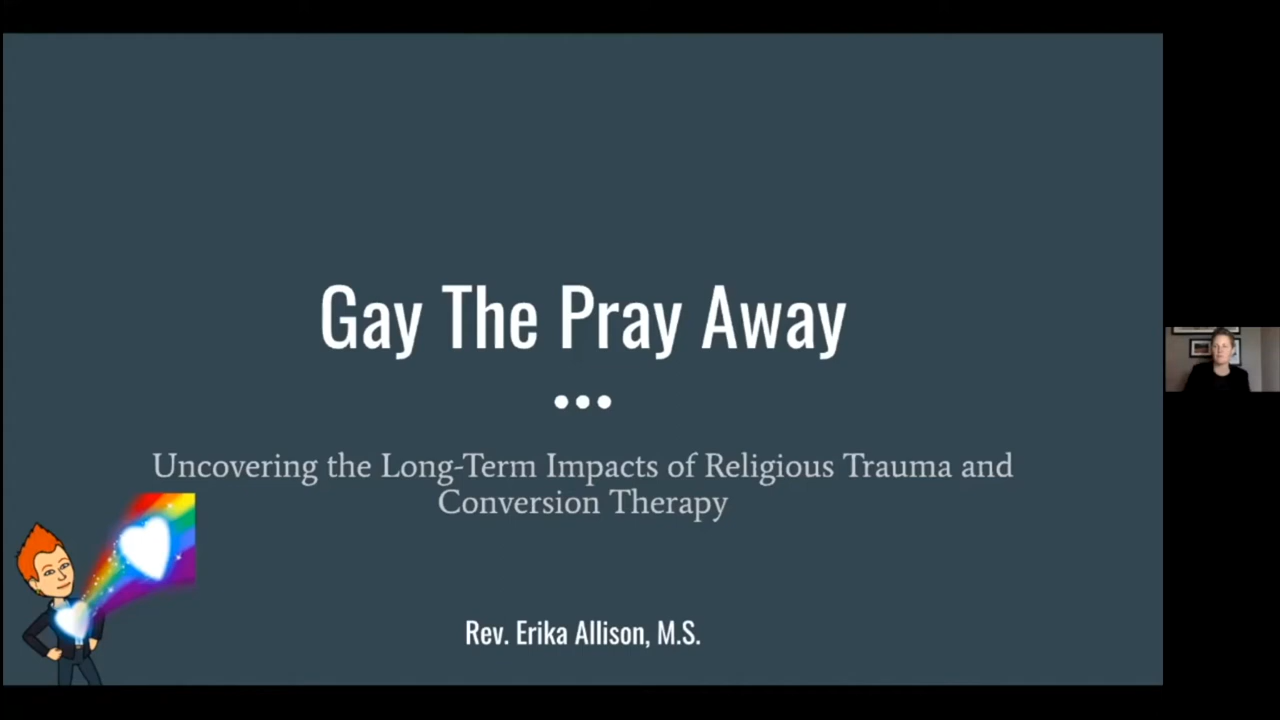 Gay The Pray Away
Uncovering the Long-Term Impacts of Religious Trauma and
Conversion Therapy
Rev. Erika Allison, M.S.